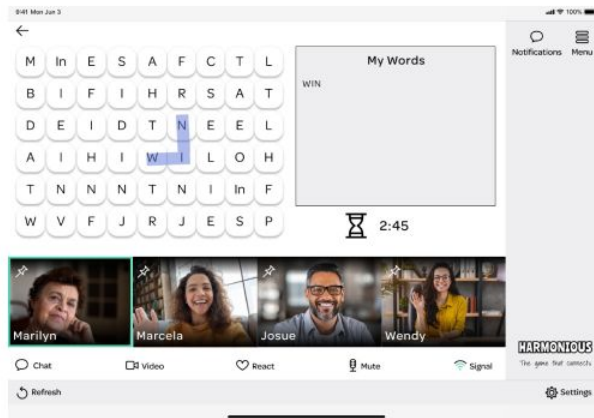 9:41 Mon Jun 3
100%
Notifications
Menu
M In E S A F C T L
B I F I H R S A T
D E I D T N E E L
A I H I W I L O H
T N N N T N I In F
W V F J R J E S P
My Words
WIN
2:45
Marilyn
Marcela
Josue
Wendy
Chat
Video
React
Mute
Signal
HARMONIOUS
The game that connects
Refresh
Settings